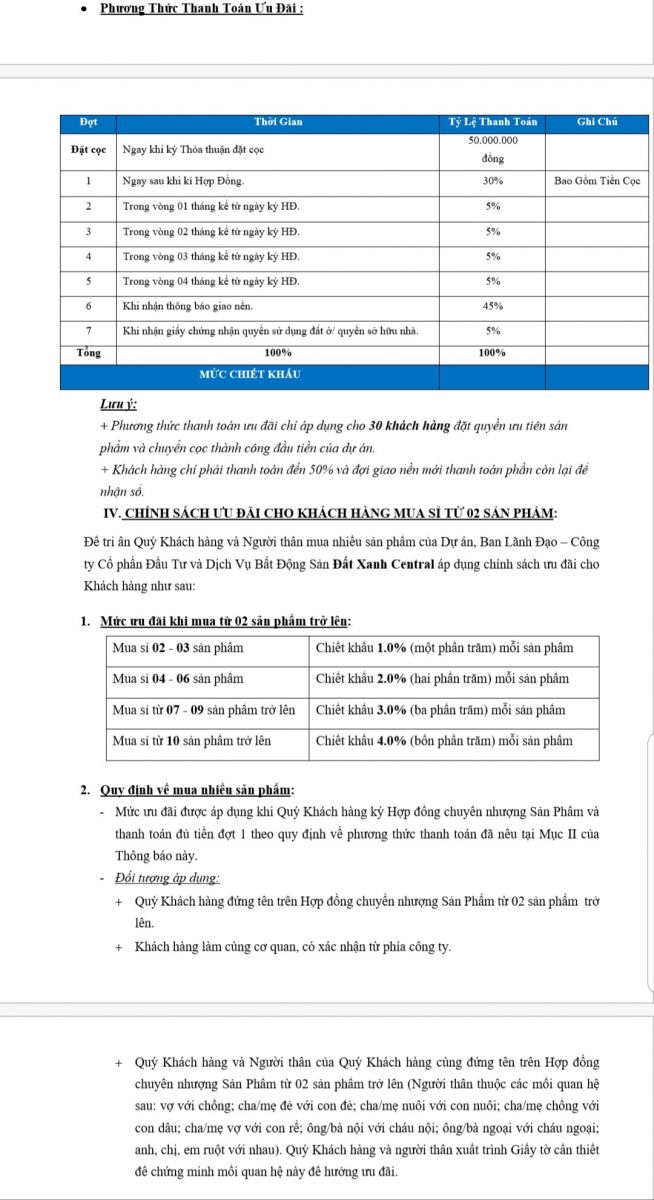 • Phương Thức Thanh Toán Ưu Đãi :
Đợt Thời Gian Tỷ Lệ Thanh Toán Ghi Chú
Đặt cọc Ngay khi ký Thỏa thuận đặt cọc 50.000.000
đồng
1 Ngay sau khi kí Hợp Đồng. 30% Bao Gồm Tiền Cọc
2 Trong vòng 01 tháng kể từ ngày ký HĐ. 5%
3 Trong vòng 02 tháng kể từ ngày ký HĐ. 5%
4 Trong vòng 03 tháng kể từ ngày ký HĐ. 5%
5 Trong vòng 04 tháng kể từ ngày ký HĐ. 5%
6 Khi nhận thông báo giao nền. 45%
7 Khi nhận giấy chứng nhận quyền sử dụng đất ở/ quyền sở hữu nhà. 5%
Tổng 100% 100%
MỨC CHIẾT KHẤU
Lưu ý:
+ Phương thức thanh toán ưu đãi chỉ áp dụng cho 30 khách hàng đặt quyền ưu tiên sản
phẩm và chuyển cọc thành công đầu tiên của dự án.
+ Khách hàng chỉ phải thanh toán đến 50% và đợi giao nền mới thanh toán phần còn lại để
nhận sổ.
IV. CHÍNH SÁCH ƯU ĐÃI CHO KHÁCH HÀNG MUA SỈ TỪ 02 SẢN PHẨM:
Để tri ân Quý Khách hàng và Người thân mua nhiều sản phẩm của Dự án, Ban Lãnh Đạo – Công
ty Cổ phần Đầu Tư và Dịch Vụ Bất Động Sản Đất Xanh Central áp dụng chính sách ưu đãi cho
Khách hàng như sau:
1. Mức ưu đãi khi mua từ 02 sản phẩm trở lên:
Mua sỉ 02 - 03 sản phẩm Chiết khấu 1.0% (một phần trăm) mỗi sản phẩm
Mua sỉ 04 - 06 sản phẩm Chiết khấu 2.0% (hai phần trăm) mỗi sản phẩm
Mua sỉ từ 07 - 09 sản phẩm trở lên Chiết khấu 3.0% (ba phần trăm) mỗi sản phẩm
Mua sỉ từ 10 sản phẩm trở lên Chiết khấu 4.0% (bốn phần trăm) mỗi sản phẩm
2. Quy định về mua nhiều sản phẩm:
- Mức ưu đãi được áp dụng khi Quý Khách hàng ký Hợp đồng chuyển nhượng Sản Phẩm và
thanh toán đủ tiền đợt 1 theo quy định về phương thức thanh toán đã nêu tại Mục II của
Thông báo này.
- Đối tượng áp dụng:
+ Quý Khách hàng đứng tên trên Hợp đồng chuyển nhượng Sản Phẩm từ 02 sản phẩm trở
lên.
+ Khách hàng làm cùng cơ quan, có xác nhận từ phía công ty.
+ Quý Khách hàng và Người thân của Quý Khách hàng cùng đứng tên trên Hợp đồng
chuyển nhượng Sản Phẩm từ 02 sản phẩm trở lên (Người thân thuộc các mối quan hệ
sau: vợ với chồng; cha/mẹ đẻ với con đẻ; cha/mẹ nuôi với con nuôi; cha/mẹ chồng với
con dâu; cha/mẹ vợ với con rể; ông/bà nội với cháu nội; ông/bà ngoại với cháu ngoại;
anh, chị, em ruột với nhau). Quý Khách hàng và người thân xuất trình Giấy tờ cần thiết
để chứng minh mối quan hệ này để hưởng ưu đãi.